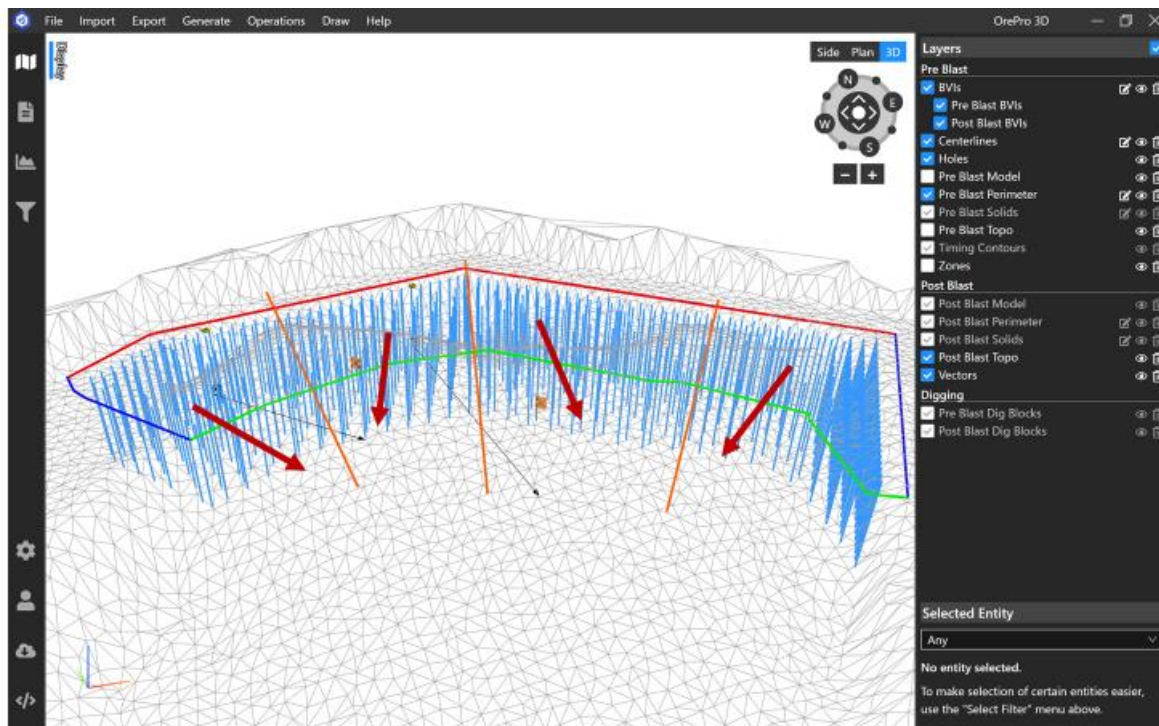 File Import Export Generate Operations Draw Help
OrePro 3D
Display
Side Plan 3D
N
E
W
S
Layers
Pre Blast
BVIs
Pre Blast BVIs
Post Blast BVIs
Centerlines
Holes
Pre Blast Model
Pre Blast Perimeter
Pre Blast Solids
Pre Blast Topo
Timing Contours
Zones
Post Blast
Post Blast Model
Post Blast Perimeter
Post Blast Solids
Post Blast Topo
Vectors
Digging
Pre Blast Dig Blocks
Post Blast Dig Blocks
Selected Entity
Any
No entity selected.
To make selection of certain entities easier,
use the "Select Filter" menu above.